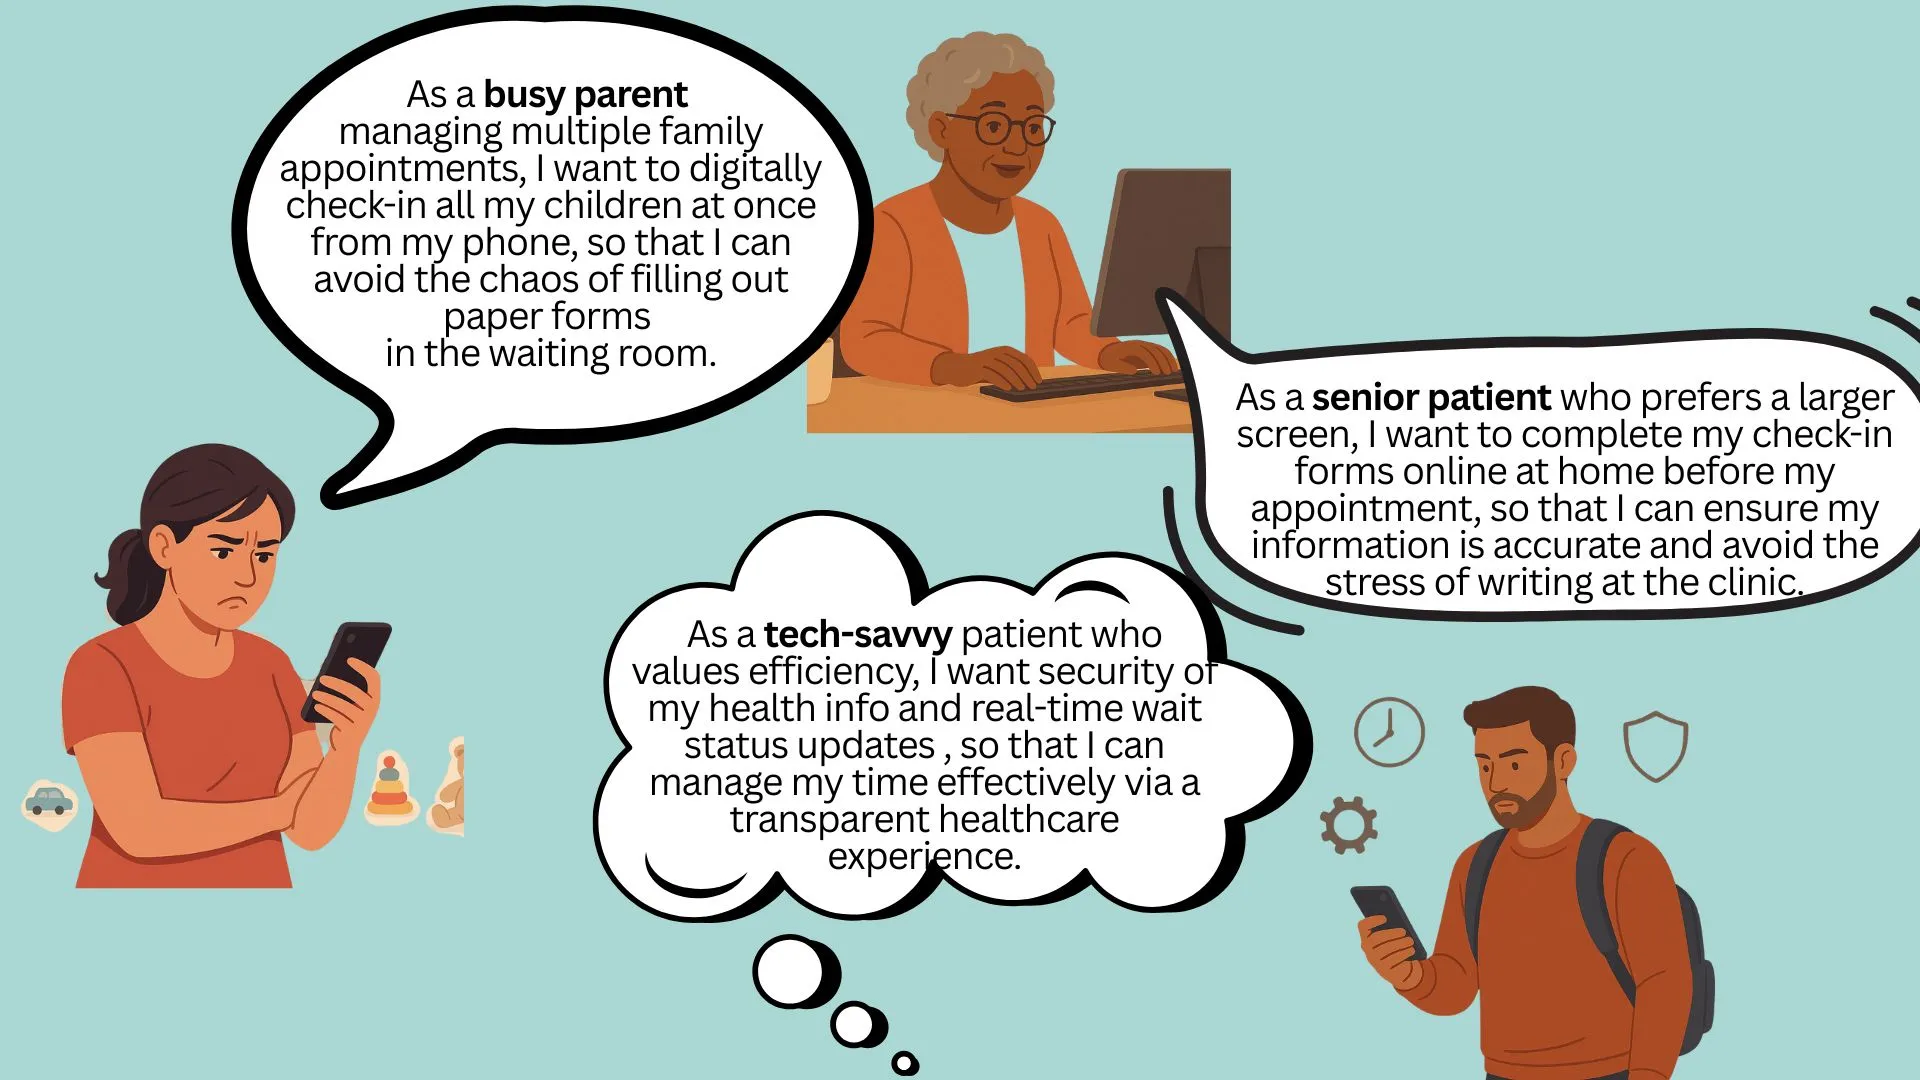 As a busy parent
managing multiple family
appointments, I want to digitally
check-in all my children at once
from my phone, so that I can
avoid the chaos of filling out
paper forms
in the waiting room.
As a senior patient who prefers a larger
screen, I want to complete my check-in
forms online at home before my
appointment, so that I can ensure my
information is accurate and avoid the
stress of writing at the clinic.
As a tech-savvy patient who
values efficiency, I want security of
my health info and real-time wait
status updates , so that I can
manage my time effectively via a
transparent healthcare
experience.